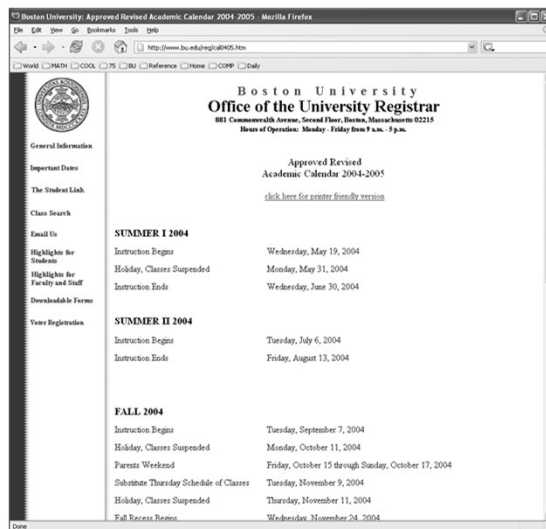 Boston University: Approved Revised Academic Calendar 2004-2005 - Mozilla Firefox
File Edit View Go Bookmarks Tools Help
http://www.bu.edu/reg/cal0405.htm
World MATH COOL 75 BU Reference Home COMP Daily
Boston University
Office of the University Registrar
881 Commonwealth Avenue, Second Floor, Boston, Massachusetts 02215
Hours of Operation: Monday - Friday from 9 a.m. - 5 p.m.
General Information
Important Dates
The Student Link
Class Search
Email Us
Highlights for
Students
Highlights for
Faculty and Staff
Downloadable Forms
Voter Registration
Approved Revised
Academic Calendar 2004-2005
click here for printer friendly version
SUMMER I 2004
Instruction Begins Wednesday, May 19, 2004
Holiday, Classes Suspended Monday, May 31, 2004
Instruction Ends Wednesday, June 30, 2004
SUMMER II 2004
Instruction Begins Tuesday, July 6, 2004
Instruction Ends Friday, August 13, 2004
FALL 2004
Instruction Begins Tuesday, September 7, 2004
Holiday, Classes Suspended Monday, October 11, 2004
Parents Weekend Friday, October 15 through Sunday, October 17, 2004
Substitute Thursday Schedule of Classes Tuesday, November 9, 2004
Holiday, Classes Suspended Thursday, November 11, 2004
Fall Recess Begins Wednesday, November 24, 2004
Done